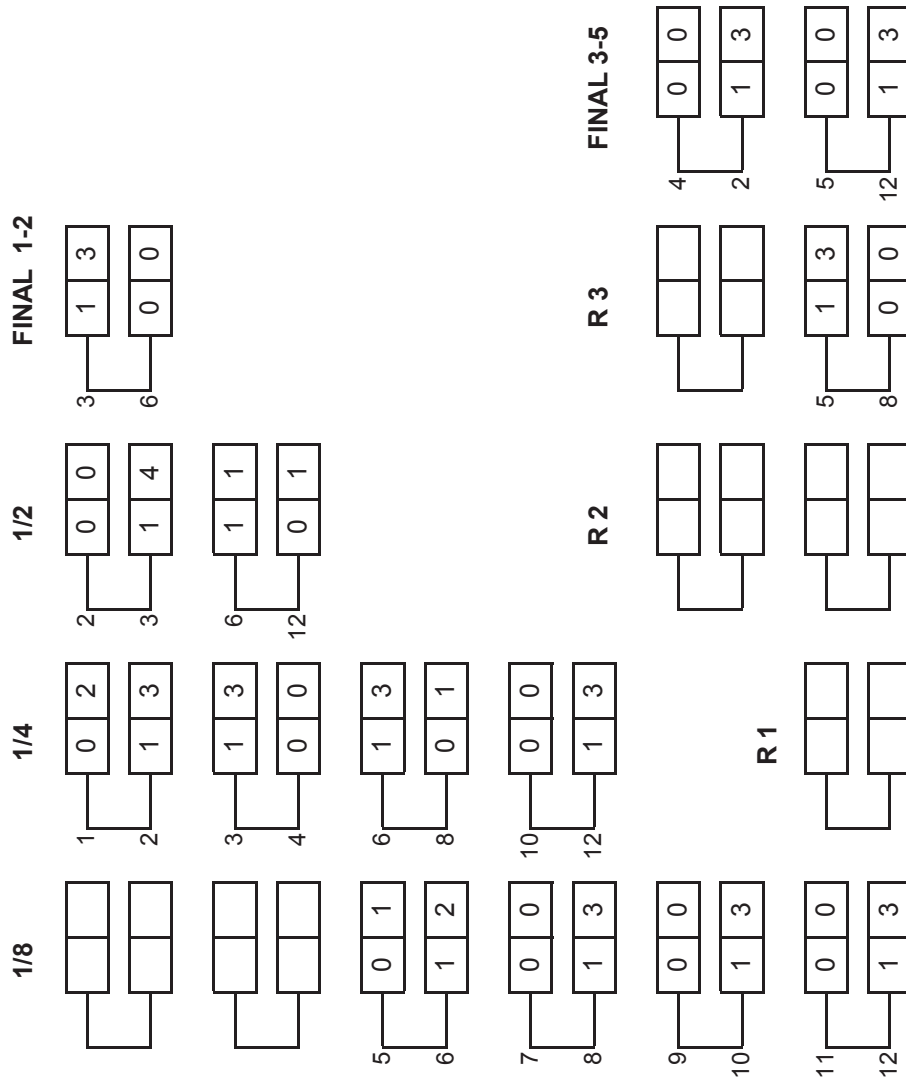 1/8 1/4 1/2 FINAL 1-2
1 0 2 2 0 0 3 1 3
2 1 3 3 1 4 6 0 0
3 1 3 6 1 1
4 0 0 12 0 1
5 0 1 6 1 3
6 1 2 8 0 1
7 0 0 10 0 0
8 1 3 12 1 3
R 2 R 3 FINAL 3-5
9 0 0 4 0 0
10 1 3 2 1 3
R 1
11 0 0 5 1 3 5 0 0
12 1 3 8 0 0 12 1 3